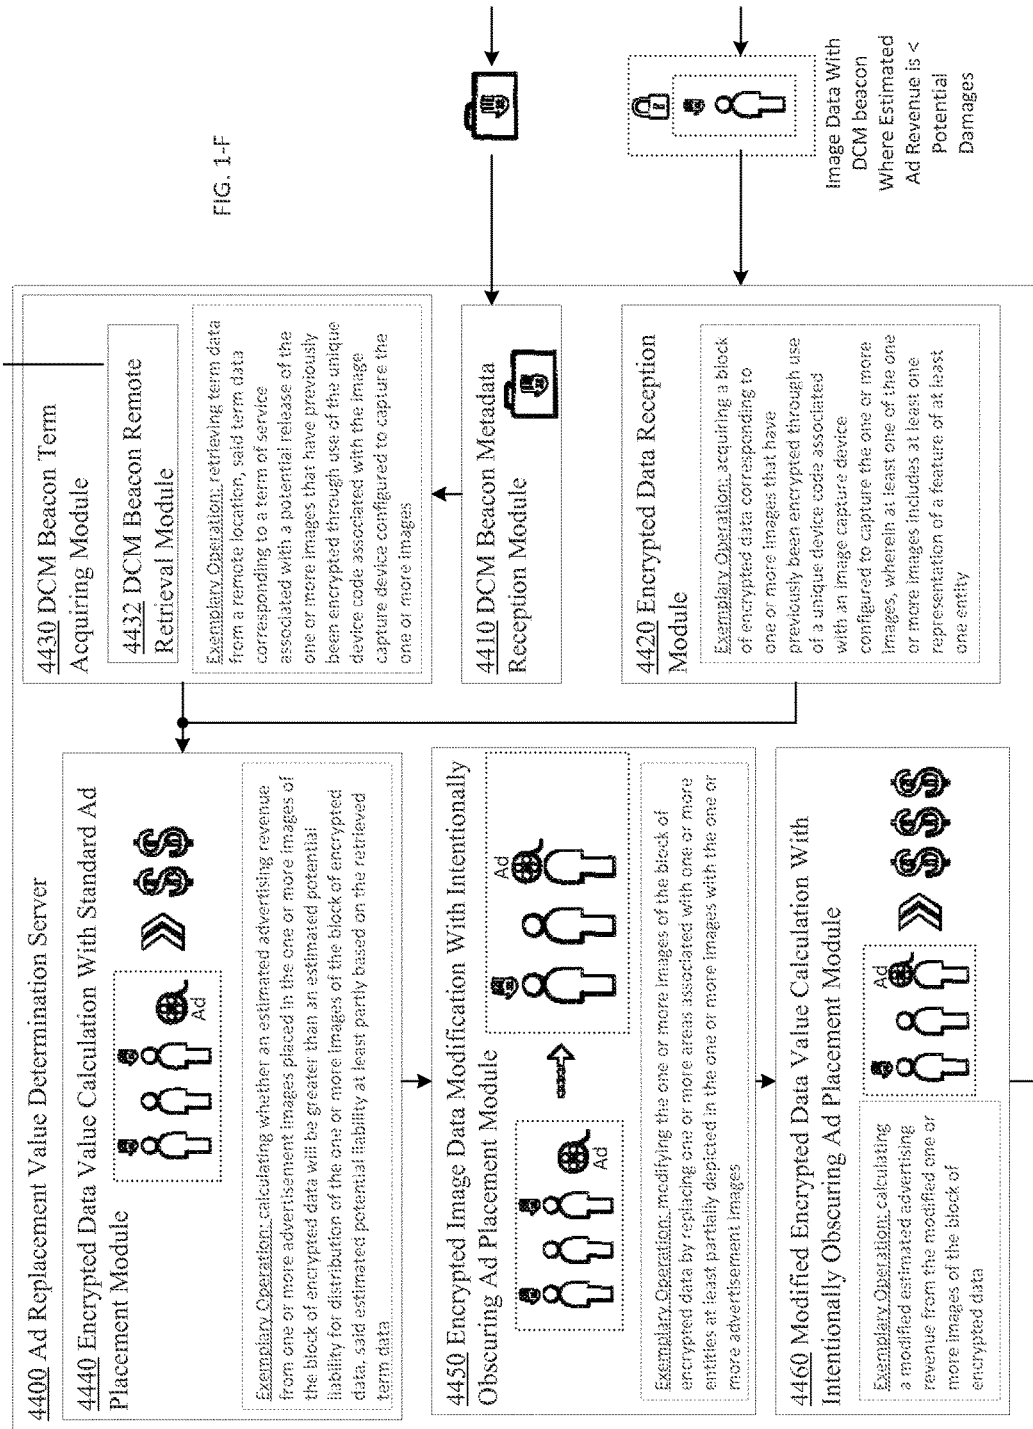 FIG. 1-F
4400 Ad Replacement Value Determination Server
4430 DCM Beacon Term
Acquiring Module
4432 DCM Beacon Remote
Retrieval Module
Exemplary Operation: retrieving term data
from a remote location, said term data
corresponding to a term of service
associated with a potential release of the
one or more images that have previously
been encrypted through use of the unique
device code associated with the image
capture device configured to capture the
one or more images
4410 DCM Beacon Metadata
Reception Module
4420 Encrypted Data Reception
Module
Exemplary Operation: acquiring a block
of encrypted data corresponding to
one or more images that have
previously been encrypted through use
of a unique device code associated
with an image capture device
configured to capture the one or more
images, wherein at least one of the one
or more images includes at least one
representation of a feature of at least
one entity
Image Data With
DCM beacon
Where Estimated
Ad Revenue is <
Potential
Damages
4440 Encrypted Data Value Calculation With Standard Ad
Placement Module
Ad
Exemplary Operation: calculating whether an estimated advertising revenue
from one or more advertisement images placed in the one or more images of
the block of encrypted data will be greater than an estimated potential
liability for distribution of the one or more images of the block of encrypted
data, said estimated potential liability at least partly based on the retrieved
term data
4450 Encrypted Image Data Modification With Intentionally
Obscuring Ad Placement Module
Ad
Ad
Exemplary Operation: modifying the one or more images of the block of
encrypted data by replacing one or more areas associated with one or more
entities at least partially depicted in the one or more images with the one or
more advertisement images
4460 Modified Encrypted Data Value Calculation With
Intentionally Obscuring Ad Placement Module
Ad
Exemplary Operation: calculating
a modified estimated advertising
revenue from the modified one or
more images of the block of
encrypted data